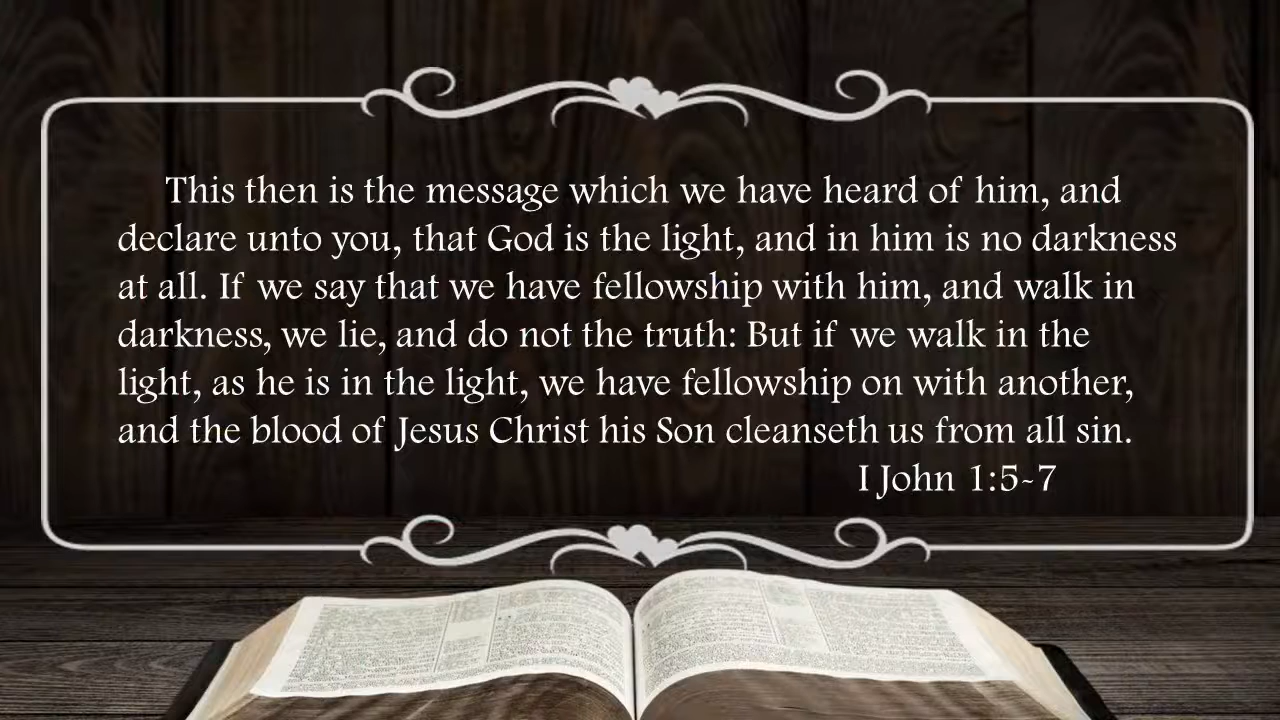 This then is the message which we have heard of him, and
declare unto you, that God is the light, and in him is no darkness
at all. If we say that we have fellowship with him, and walk in
darkness, we lie, and do not the truth: But if we walk in the
light, as he is in the light, we have fellowship on with another,
and the blood of Jesus Christ his Son cleanseth us from all sin.
I John 1:5-7